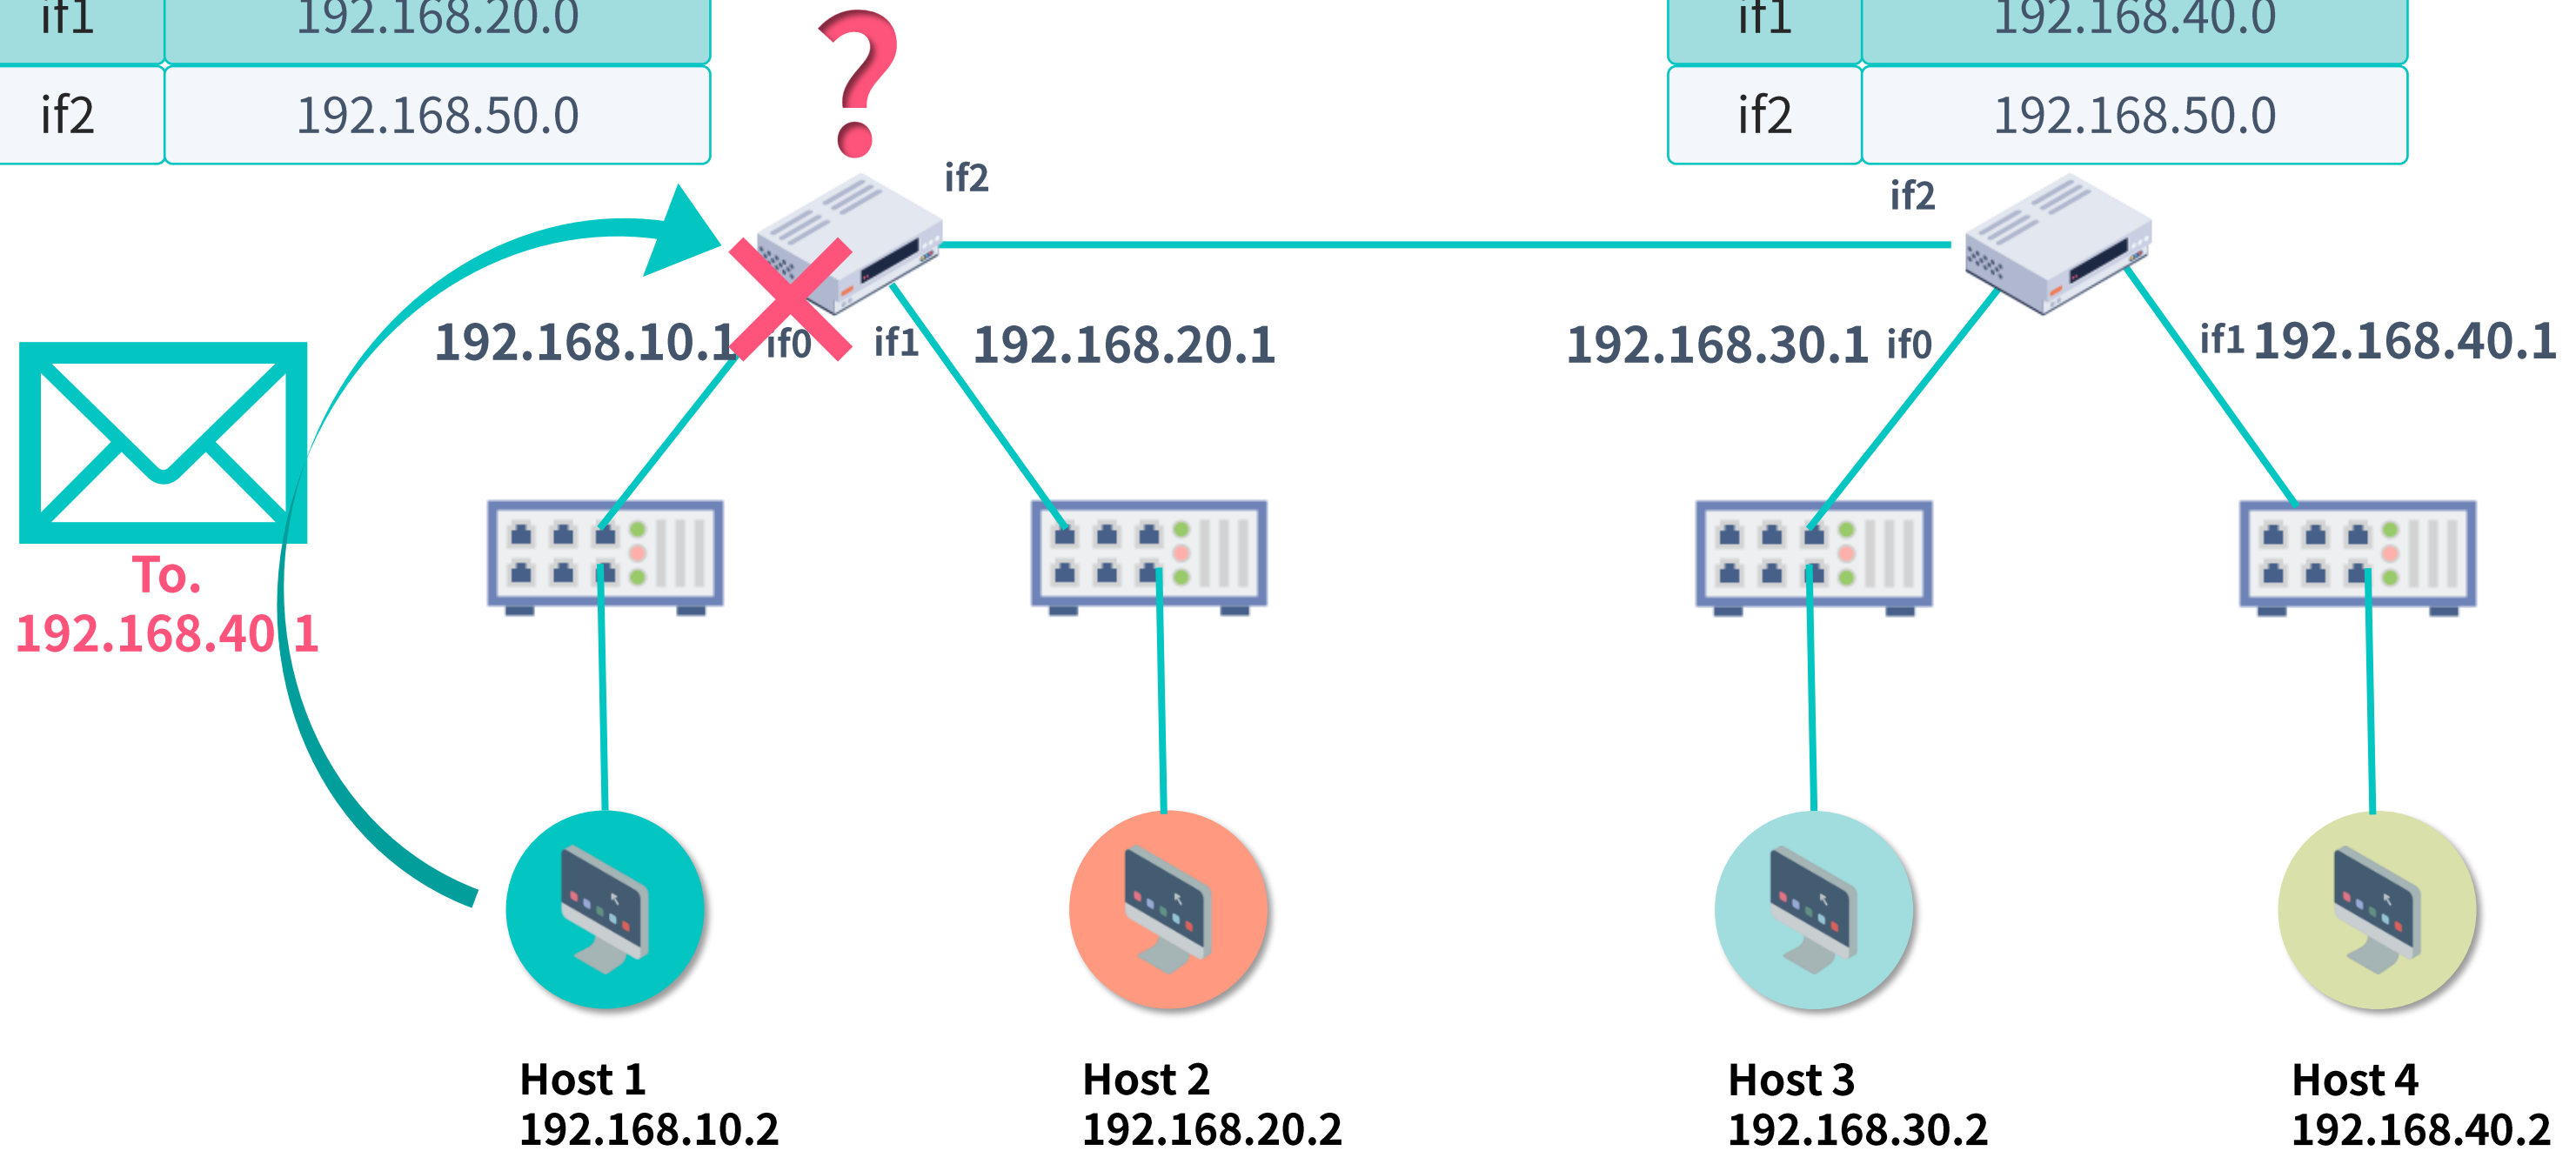 if1 192.168.20.0
if2 192.168.50.0
if1 192.168.40.0
if2 192.168.50.0
?
if2
if2
192.168.10.1 if0
if1 192.168.20.1
192.168.30.1 if0
if1 192.168.40.1
To.
192.168.40.1
Host 1
192.168.10.2
Host 2
192.168.20.2
Host 3
192.168.30.2
Host 4
192.168.40.2